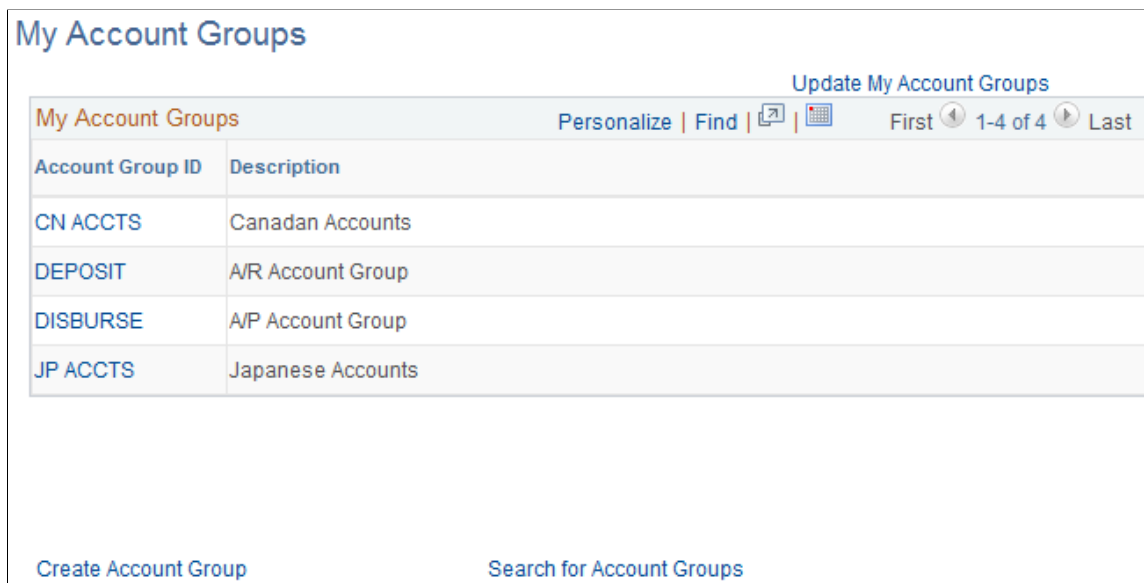 My Account Groups
Update My Account Groups
My Account Groups Personalize | Find | | First 1-4 of 4 Last
Account Group ID Description
CN ACCTS Canadan Accounts
DEPOSIT A/R Account Group
DISBURSE A/P Account Group
JP ACCTS Japanese Accounts
Create Account Group Search for Account Groups